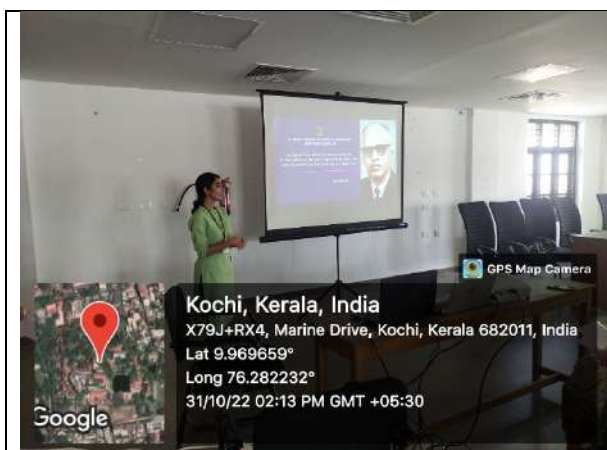 GPS Map Camera
Kochi, Kerala, India
X79J+RX4, Marine Drive, Kochi, Kerala 682011, India
Lat 9.969659°
Long 76.282232°
31/10/22 02:13 PM GMT +05:30
Google